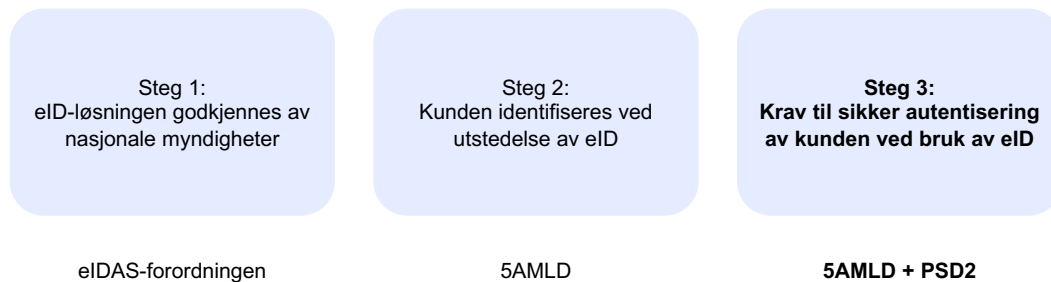 Steg 1:
eID-løsningen godkjennes av
nasjonale myndigheter
Steg 2:
Kunden identifiseres ved
utstedelse av eID
Steg 3:
Krav til sikker autentisering
av kunden ved bruk av eID
eIDAS-forordningen
5AMLD
5AMLD + PSD2